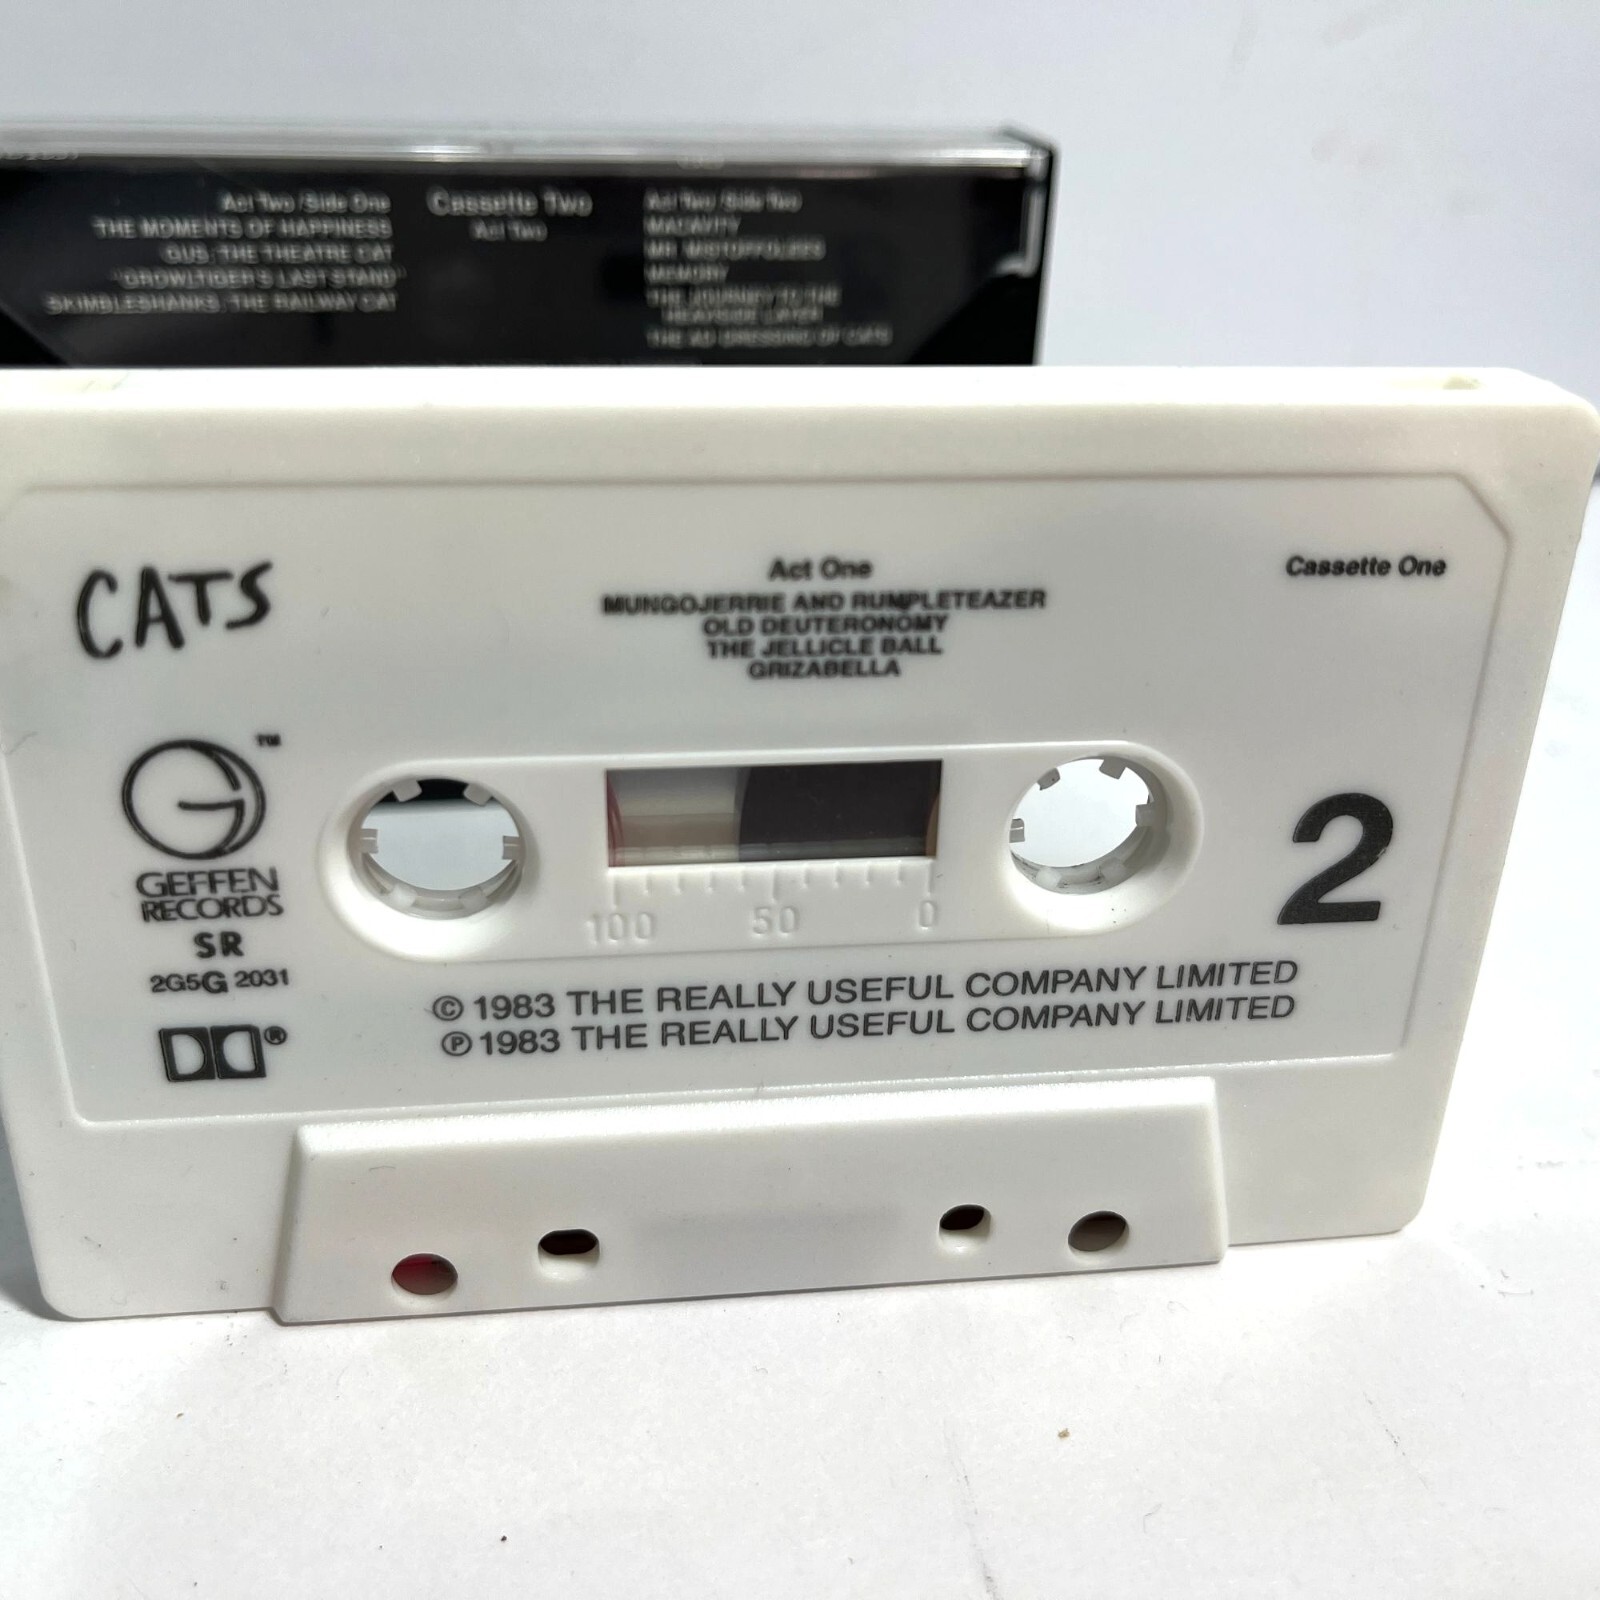 Act Two / Side One
THE MOMENTS OF HAPPINESS
GUS: THE THEATRE CAT
"GROWLTIGER'S LAST STAND"
SKIMBLESHANKS: THE RAILWAY CAT
Cassette Two
Act Two
Act Two / Side Two
MACAVITY
MR. MISTOFFOLEES
MEMORY
THE JOURNEY TO THE
HEAVISIDE LAYER
THE AD-DRESSING OF CATS
CATS
Act One
MUNGOJERRIE AND RUMPLETEAZER
OLD DEUTERONOMY
THE JELLICLE BALL
GRIZABELLA
Cassette One
TM
GEFFEN
RECORDS
SR
2G5G 2031
®
2
100 50 0
© 1983 THE REALLY USEFUL COMPANY LIMITED
℗ 1983 THE REALLY USEFUL COMPANY LIMITED